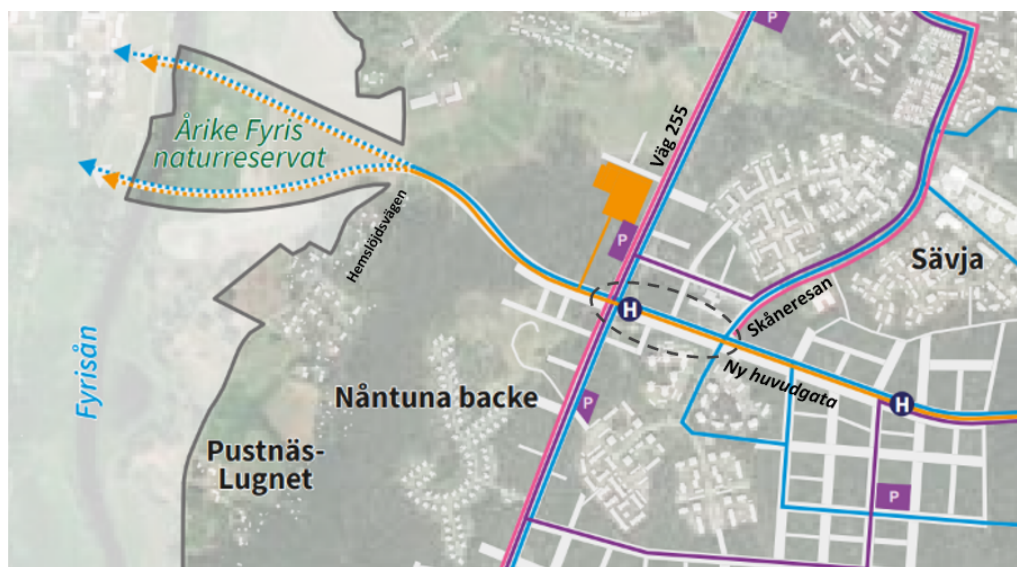 P
Väg 255
Årike Fyris
naturreservat
Hemslöjdsvägen
P
Sävja
Skåneresan
H
Fyrisån
Ny huvudgata
Nåntuna backe
P
H
Pustnäs-
Lugnet
P